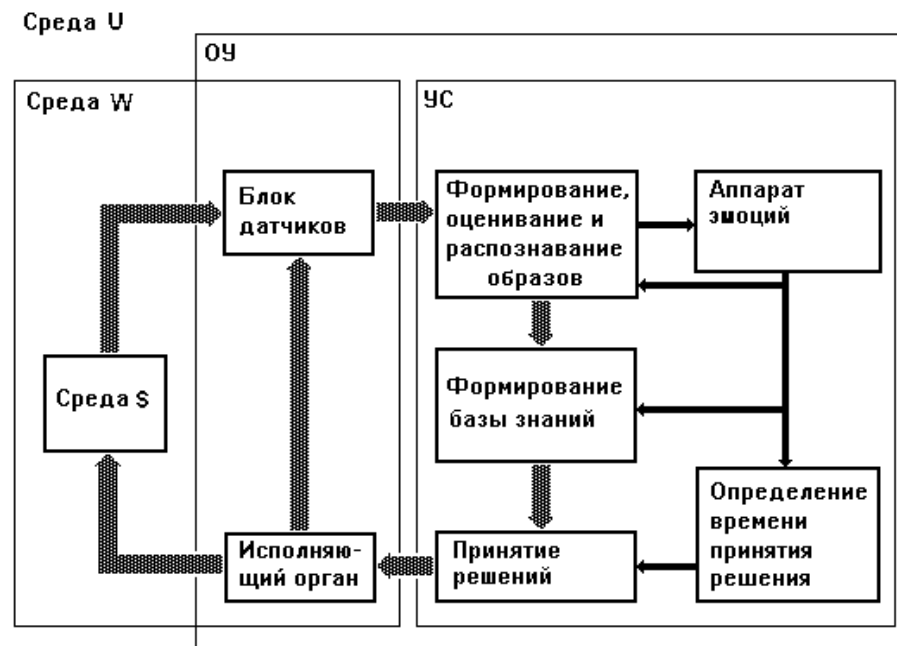 Среда U
ОУ
Среда W
УС
Блок
датчиков
Формирование,
оценивание и
распознавание
образов
Аппарат
эмоций
Среда S
Формирование
базы знаний
Определение
времени
принятия
решения
Исполняю-
щий орган
Принятие
решений